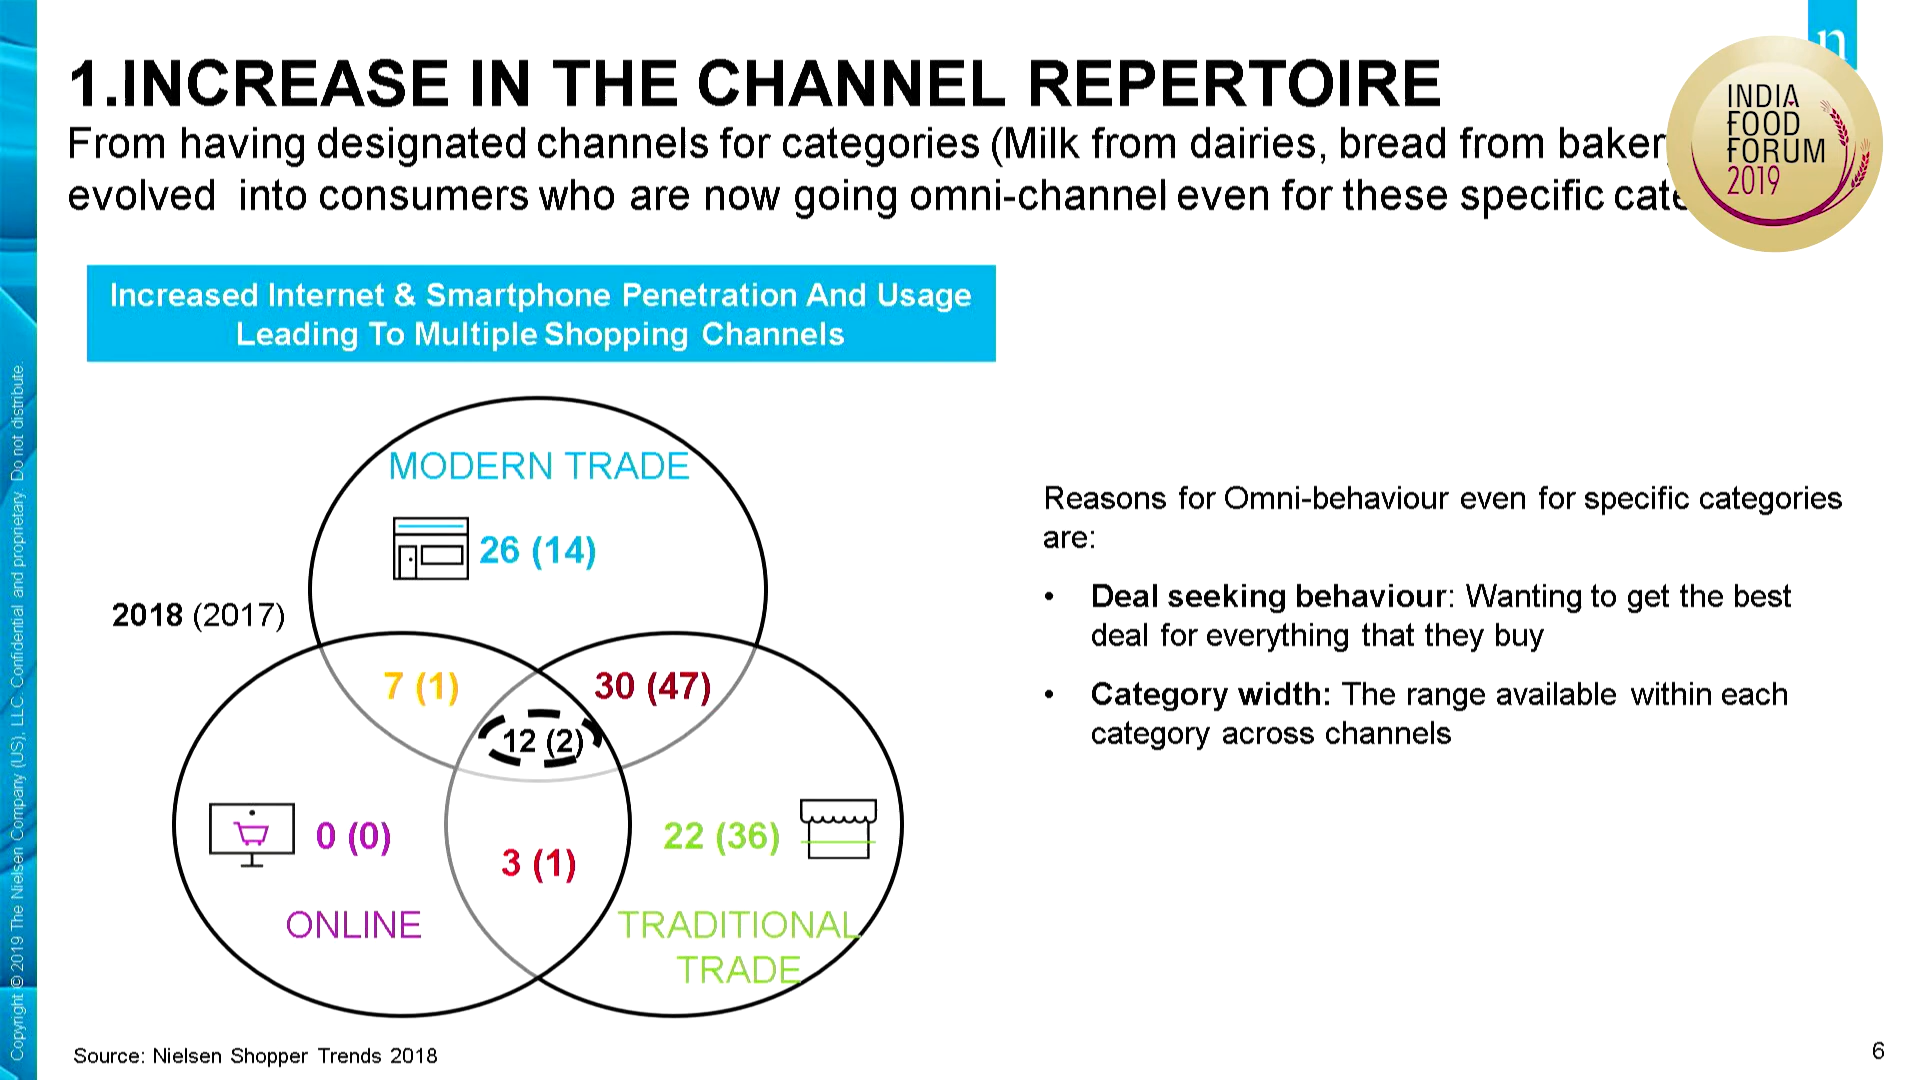 1.INCREASE IN THE CHANNEL REPERTOIRE
From having designated channels for categories (Milk from dairies, bread from baker
evolved into consumers who are now going omni-channel even for these specific cate
n
INDIA
FOOD
FORUM
2019
Increased Internet & Smartphone Penetration And Usage
Leading To Multiple Shopping Channels
MODERN TRADE
26 (14)
2018 (2017)
7 (1)
30 (47)
12 (2)
0 (0)
22 (36)
3 (1)
ONLINE
TRADITIONAL
TRADE
Reasons for Omni-behaviour even for specific categories
are:
• Deal seeking behaviour: Wanting to get the best
deal for everything that they buy
• Category width: The range available within each
category across channels
Source: Nielsen Shopper Trends 2018
6
Copyright © 2019 The Nielsen Company (US), LLC. Confidential and proprietary. Do not distribute.